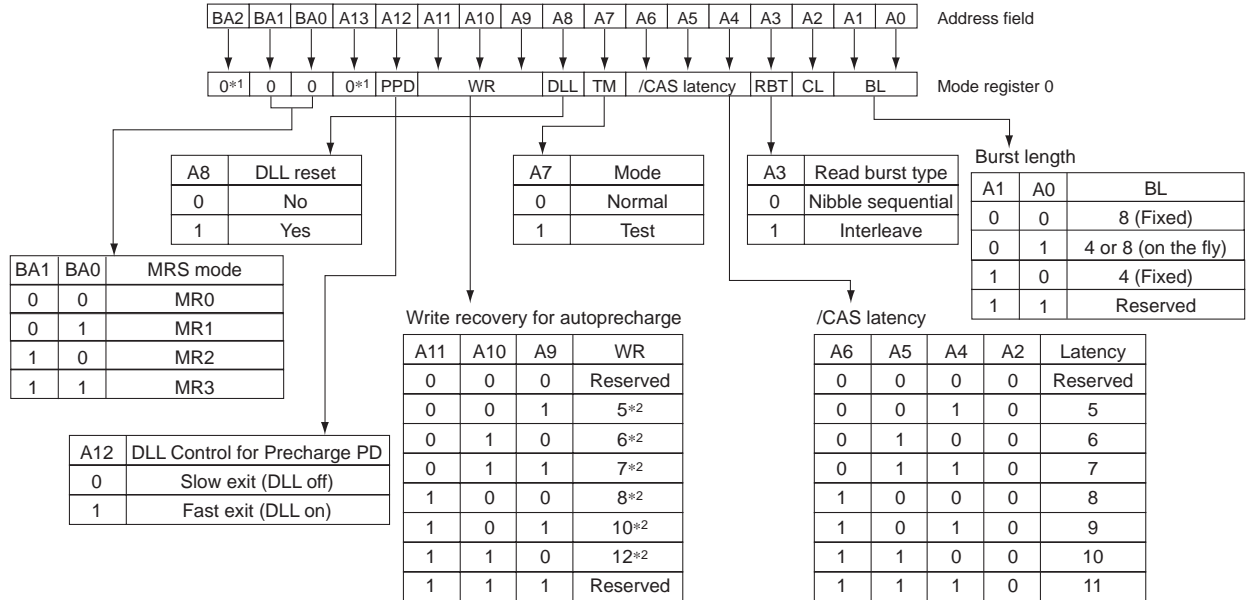 BA2 BA1 BA0 A13 A12 A11 A10 A9 A8 A7 A6 A5 A4 A3 A2 A1 A0 Address field
0*1 0 0 0*1 PPD WR DLL TM /CAS latency RBT CL BL Mode register 0
A8 DLL reset
0 No
1 Yes
A7 Mode
0 Normal
1 Test
A3 Read burst type
0 Nibble sequential
1 Interleave
Burst length
A1 A0 BL
0 0 8 (Fixed)
0 1 4 or 8 (on the fly)
1 0 4 (Fixed)
1 1 Reserved
BA1 BA0 MRS mode
0 0 MR0
0 1 MR1
1 0 MR2
1 1 MR3
A12 DLL Control for Precharge PD
0 Slow exit (DLL off)
1 Fast exit (DLL on)
Write recovery for autoprecharge
A11 A10 A9 WR
0 0 0 Reserved
0 0 1 5*2
0 1 0 6*2
0 1 1 7*2
1 0 0 8*2
1 0 1 10*2
1 1 0 12*2
1 1 1 Reserved
/CAS latency
A6 A5 A4 A2 Latency
0 0 0 0 Reserved
0 0 1 0 5
0 1 0 0 6
0 1 1 0 7
1 0 0 0 8
1 0 1 0 9
1 1 0 0 10
1 1 1 0 11